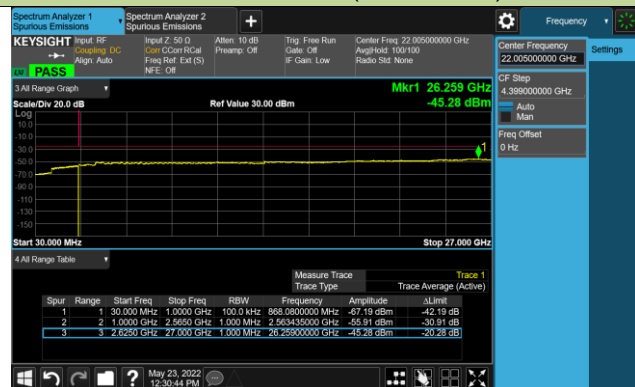 Spectrum Analyzer 1
Spurious Emissions
Spectrum Analyzer 2
Spurious Emissions
Frequency
KEYSIGHT
Input: RF
Coupling: DC
Align: Auto
Input Z: 50 Ω
Corr CCorr RCal
Freq Ref: Ext (S)
NFE: Off
Atten: 10 dB
Preamp: Off
Trig: Free Run
Gate: Off
IF Gain: Low
Center Freq: 22.005000000 GHz
Avg|Hold: 100/100
Radio Std: None
PASS
Center Frequency
22.005000000 GHz
Settings
CF Step
4.399000000 GHz
Auto
Man
Freq Offset
0 Hz
3 All Range Graph
Mkr1 26.259 GHz
Scale/Div 20.0 dB
Ref Value 30.00 dBm
-45.28 dBm
Log
10.0
-10.0
-30.0
-50.0
-70.0
-90.0
-110
-130
-150
1
Start 30.000 MHz
Stop 27.000 GHz
4 All Range Table
Measure Trace Trace 1
Trace Type Trace Average (Active)
Spur Range Start Freq Stop Freq RBW Frequency Amplitude ΔLimit
1 1 30.000 MHz 1.0000 GHz 100.0 kHz 868.0800000 MHz -67.19 dBm -42.19 dB
2 2 1.0000 GHz 2.5650 GHz 1.000 MHz 2.563435000 GHz -55.91 dBm -30.91 dB
3 3 2.6250 GHz 27.000 GHz 1.000 MHz 26.25900000 GHz -45.28 dBm -20.28 dB
May 23, 2022
12:30:44 PM